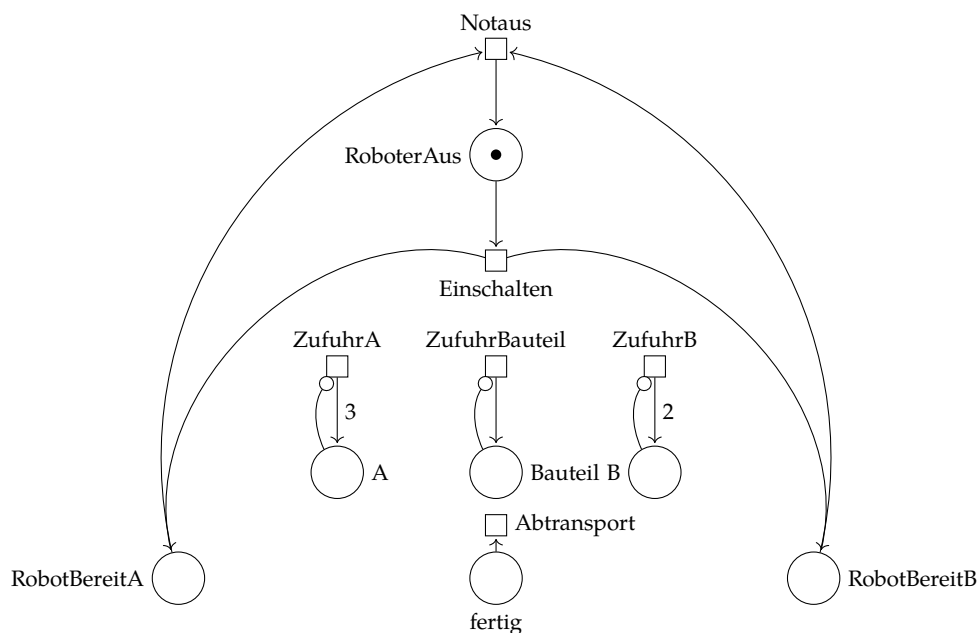 Notaus
RoboterAus
Einschalten
ZufuhrA ZufuhrBauteil ZufuhrB
3 2
A Bauteil B
Abtransport
RobotBereitA RobotBereitB
fertig